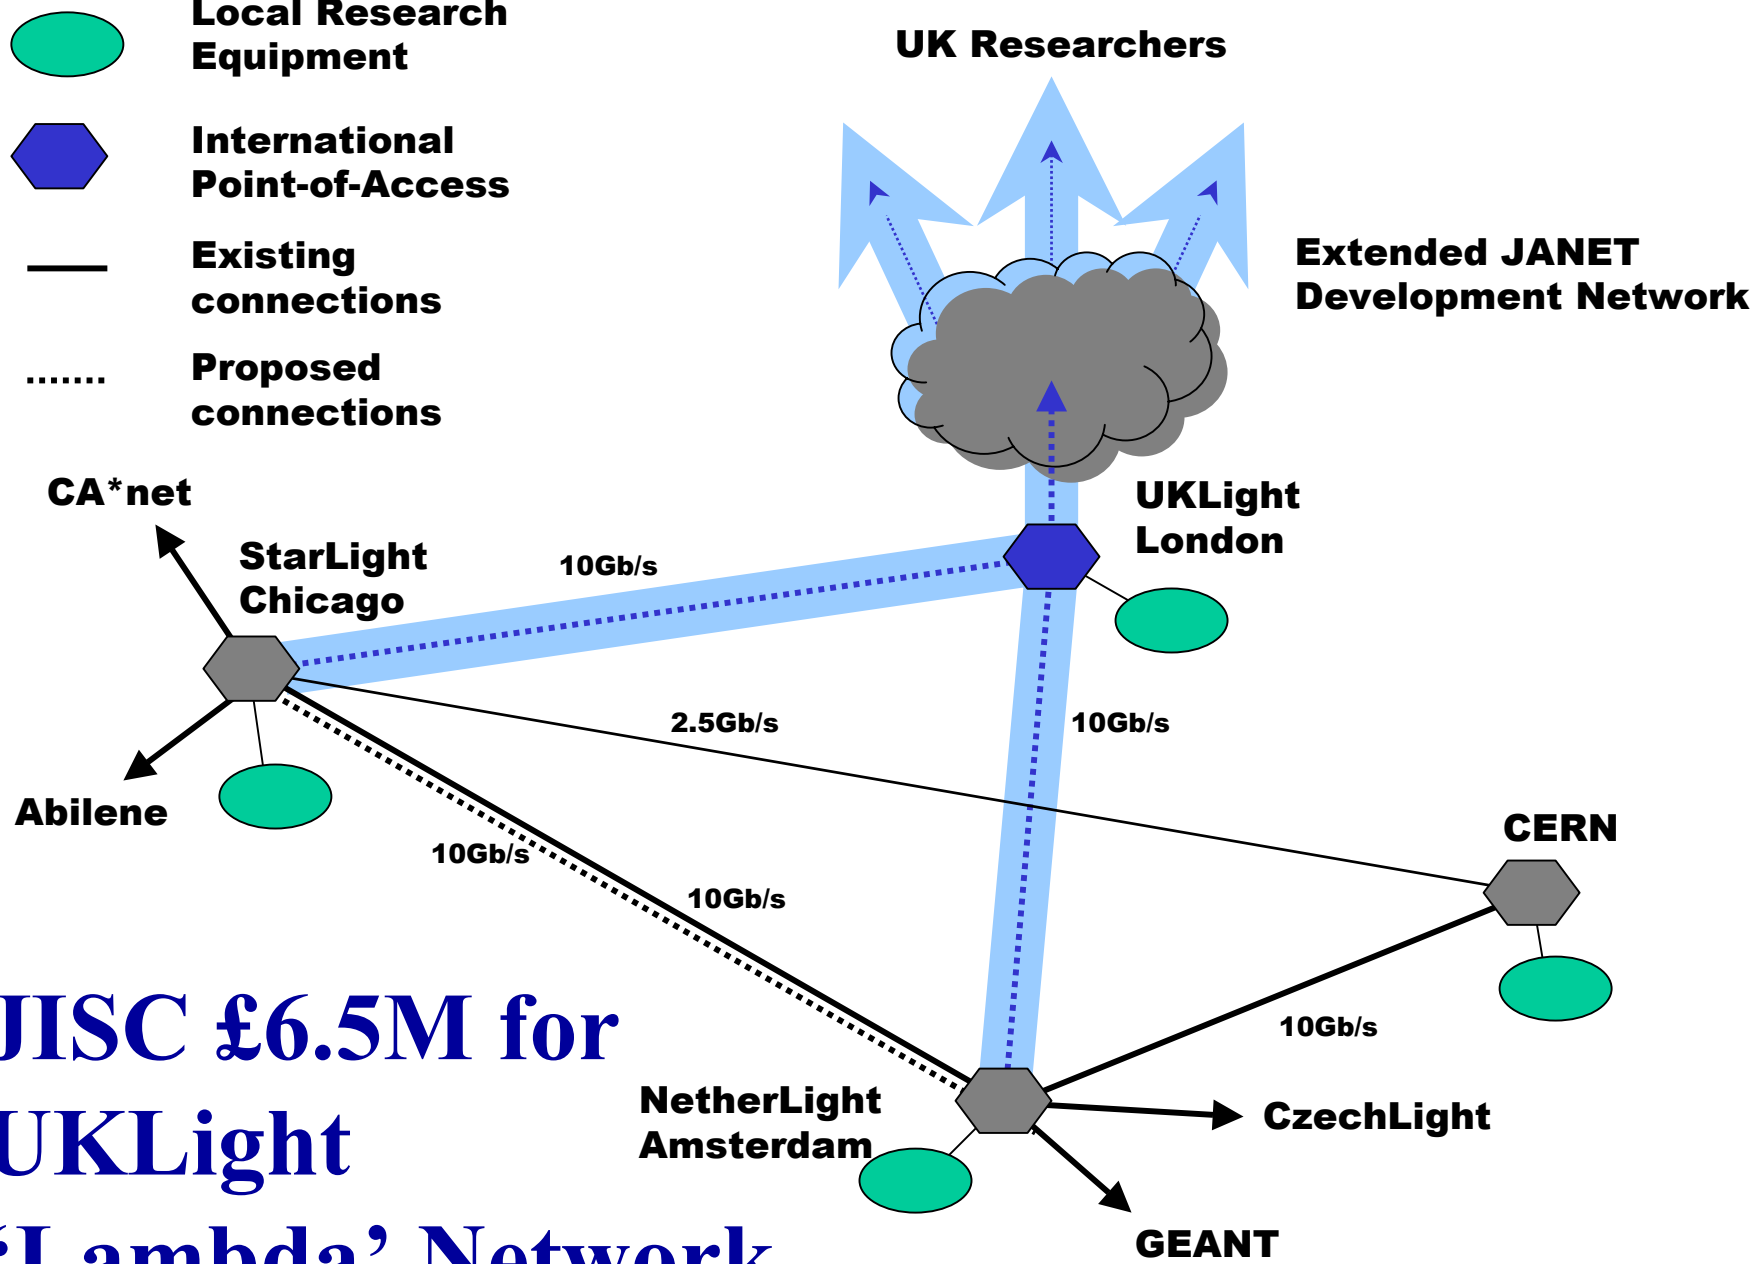 Local Research
Equipment
International
Point-of-Access
Existing
connections
Proposed
connections
UK Researchers
Extended JANET
Development Network
CA*net
StarLight
Chicago
10Gb/s
UKLight
London
2.5Gb/s
10Gb/s
Abilene
10Gb/s
10Gb/s
CERN
10Gb/s
NetherLight
Amsterdam
CzechLight
GEANT
JISC £6.5M for
UKLight
‘Lambda’ Network